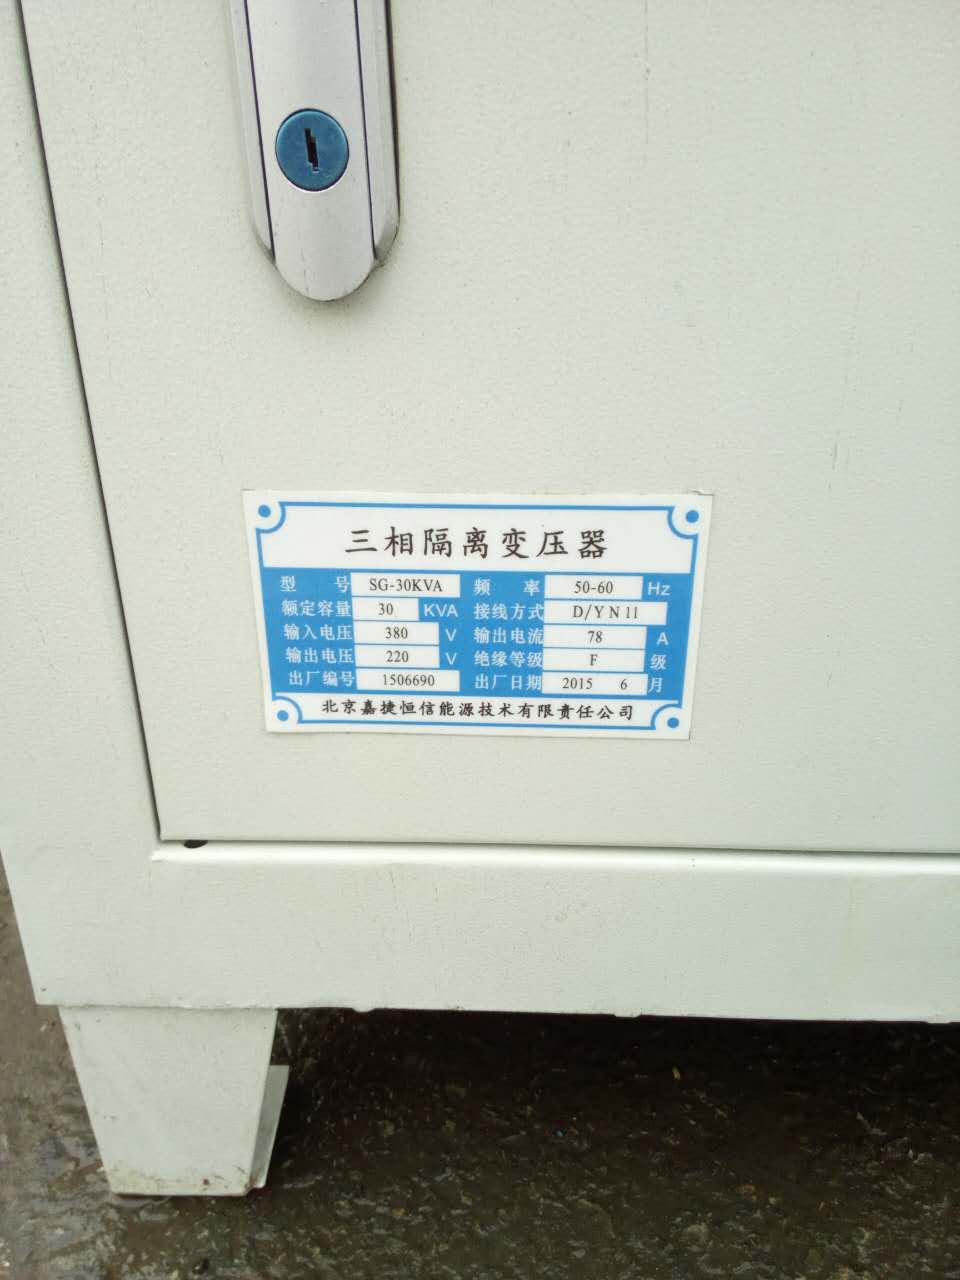 三相隔离变压器
型 号 SG-30KVA 频 率 50-60 Hz
额定容量 30 KVA 接线方式 D/Y N 11
输入电压 380 V 输出电流 78 A
输出电压 220 V 绝缘等级 F 级
出厂编号 1506690 出厂日期 2015 6 月
北京嘉捷恒信能源技术有限责任公司